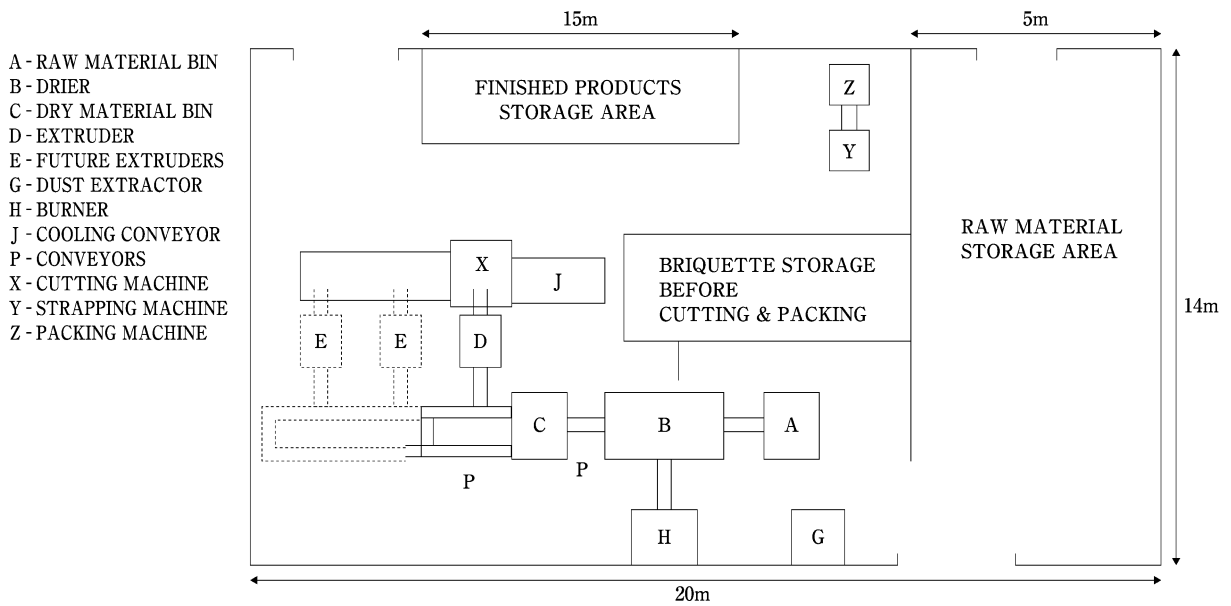 15m
5m
A - RAW MATERIAL BIN
B - DRIER
C - DRY MATERIAL BIN
D - EXTRUDER
E - FUTURE EXTRUDERS
G - DUST EXTRACTOR
H - BURNER
J - COOLING CONVEYOR
P - CONVEYORS
X - CUTTING MACHINE
Y - STRAPPING MACHINE
Z - PACKING MACHINE
FINISHED PRODUCTS
STORAGE AREA
Z
Y
RAW MATERIAL
STORAGE AREA
X
J
BRIQUETTE STORAGE
BEFORE
CUTTING & PACKING
14m
E
E
D
C
B
A
P
P
H
G
20m